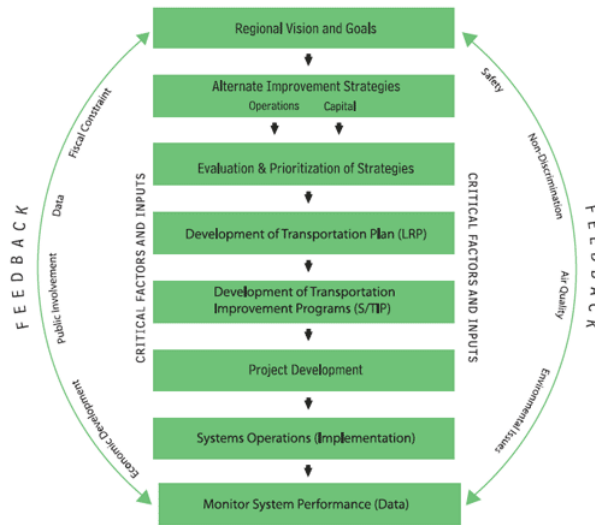 Regional Vision and Goals
Alternate Improvement Strategies
Operations Capital
Evaluation & Prioritization of Strategies
Development of Transportation Plan (LRP)
Development of Transportation
Improvement Programs (S/TIP)
Project Development
Systems Operations (Implementation)
Monitor System Performance (Data)
FEEDBACK
Fiscal Constraint
Data
Public Involvement
Economic Development
CRITICAL FACTORS AND INPUTS
CRITICAL FACTORS AND INPUTS
Safety
Non-Discrimination
Air Quality
Environmental Issues
FEEDBACK